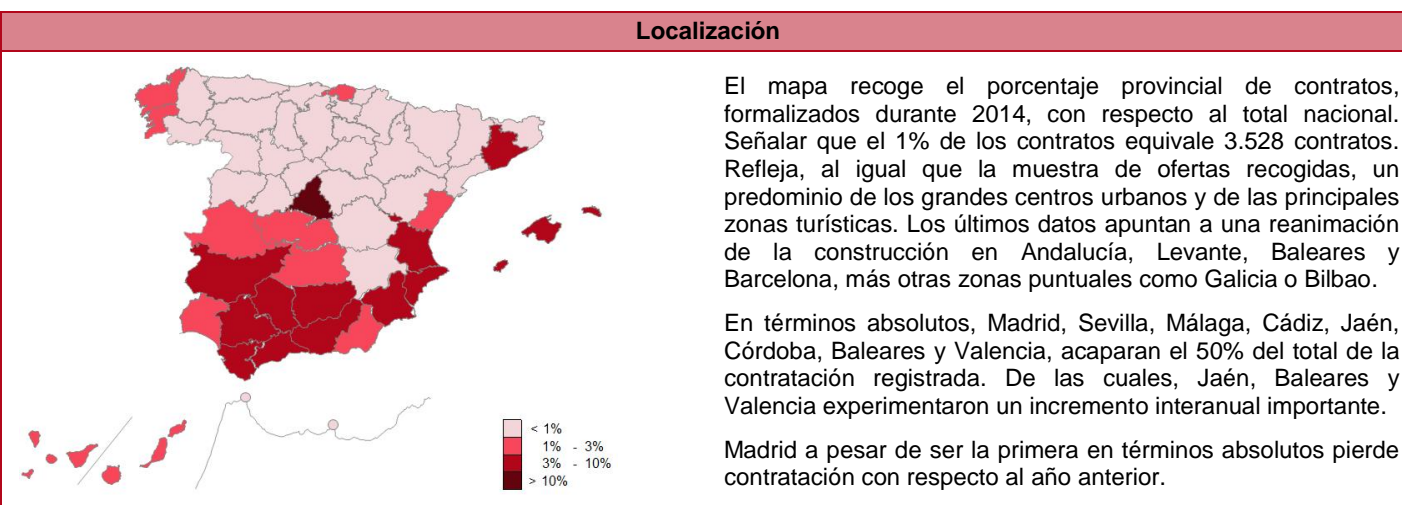 Localización
El mapa recoge el porcentaje provincial de contratos,
formalizados durante 2014, con respecto al total nacional.
Señalar que el 1% de los contratos equivale 3.528 contratos.
Refleja, al igual que la muestra de ofertas recogidas, un
predominio de los grandes centros urbanos y de las principales
zonas turísticas. Los últimos datos apuntan a una reanimación
de la construcción en Andalucía, Levante, Baleares y
Barcelona, más otras zonas puntuales como Galicia o Bilbao.
En términos absolutos, Madrid, Sevilla, Málaga, Cádiz, Jaén,
Córdoba, Baleares y Valencia, acaparan el 50% del total de la
contratación registrada. De las cuales, Jaén, Baleares y
Valencia experimentaron un incremento interanual importante.
Madrid a pesar de ser la primera en términos absolutos pierde
contratación con respecto al año anterior.
< 1%
1% - 3%
3% - 10%
> 10%